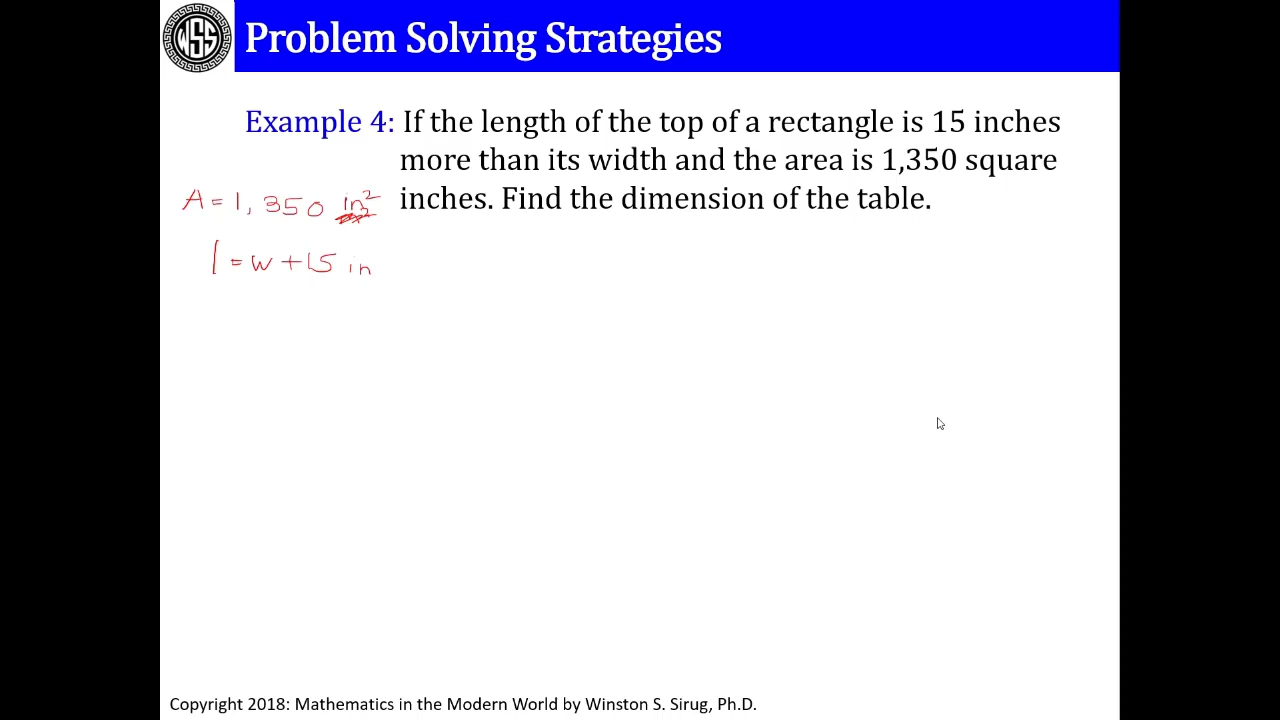 WSS
Problem Solving Strategies
Example 4: If the length of the top of a rectangle is 15 inches
more than its width and the area is 1,350 square
inches. Find the dimension of the table.
A = 1,350 in²
l = w + 15 in
Copyright 2018: Mathematics in the Modern World by Winston S. Sirug, Ph.D.